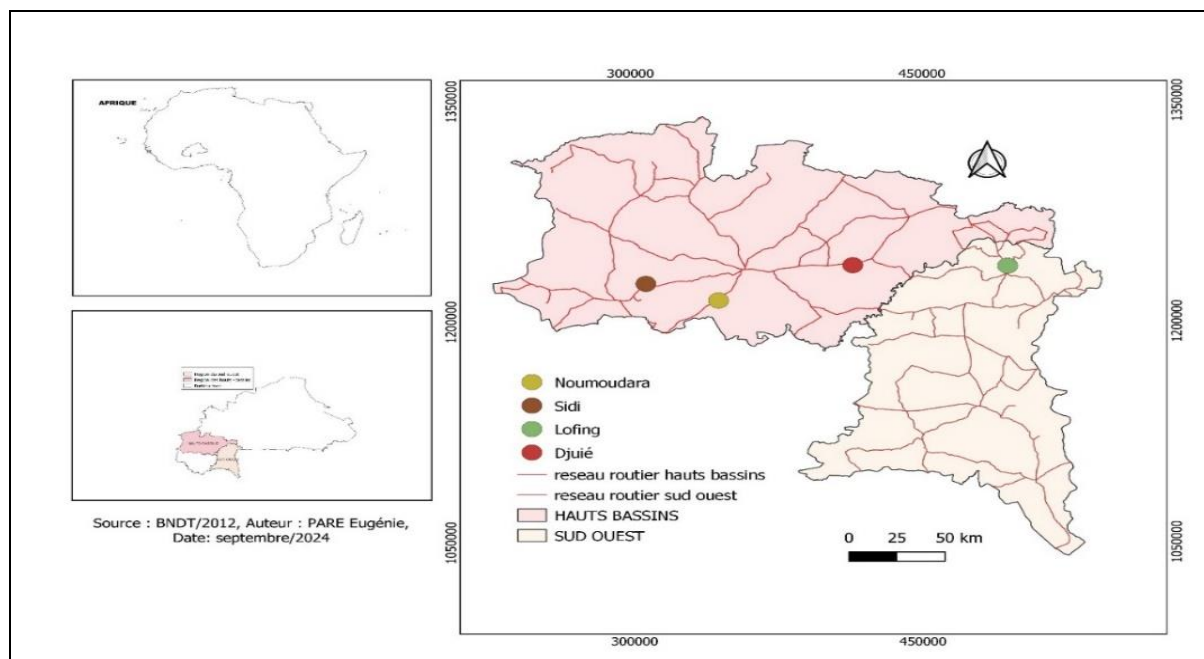 AFRIQUE
Source : BNDT/2012, Auteur : PARE Eugénie,
Date: septembre/2024
300000
450000
1350000
1200000
1050000
Noumoudara
Sidi
Lofing
Djuié
reseau routier hauts bassins
reseau routier sud ouest
HAUTS BASSINS
SUD OUEST
0 25 50 km
1350000
1200000
1050000
300000
450000